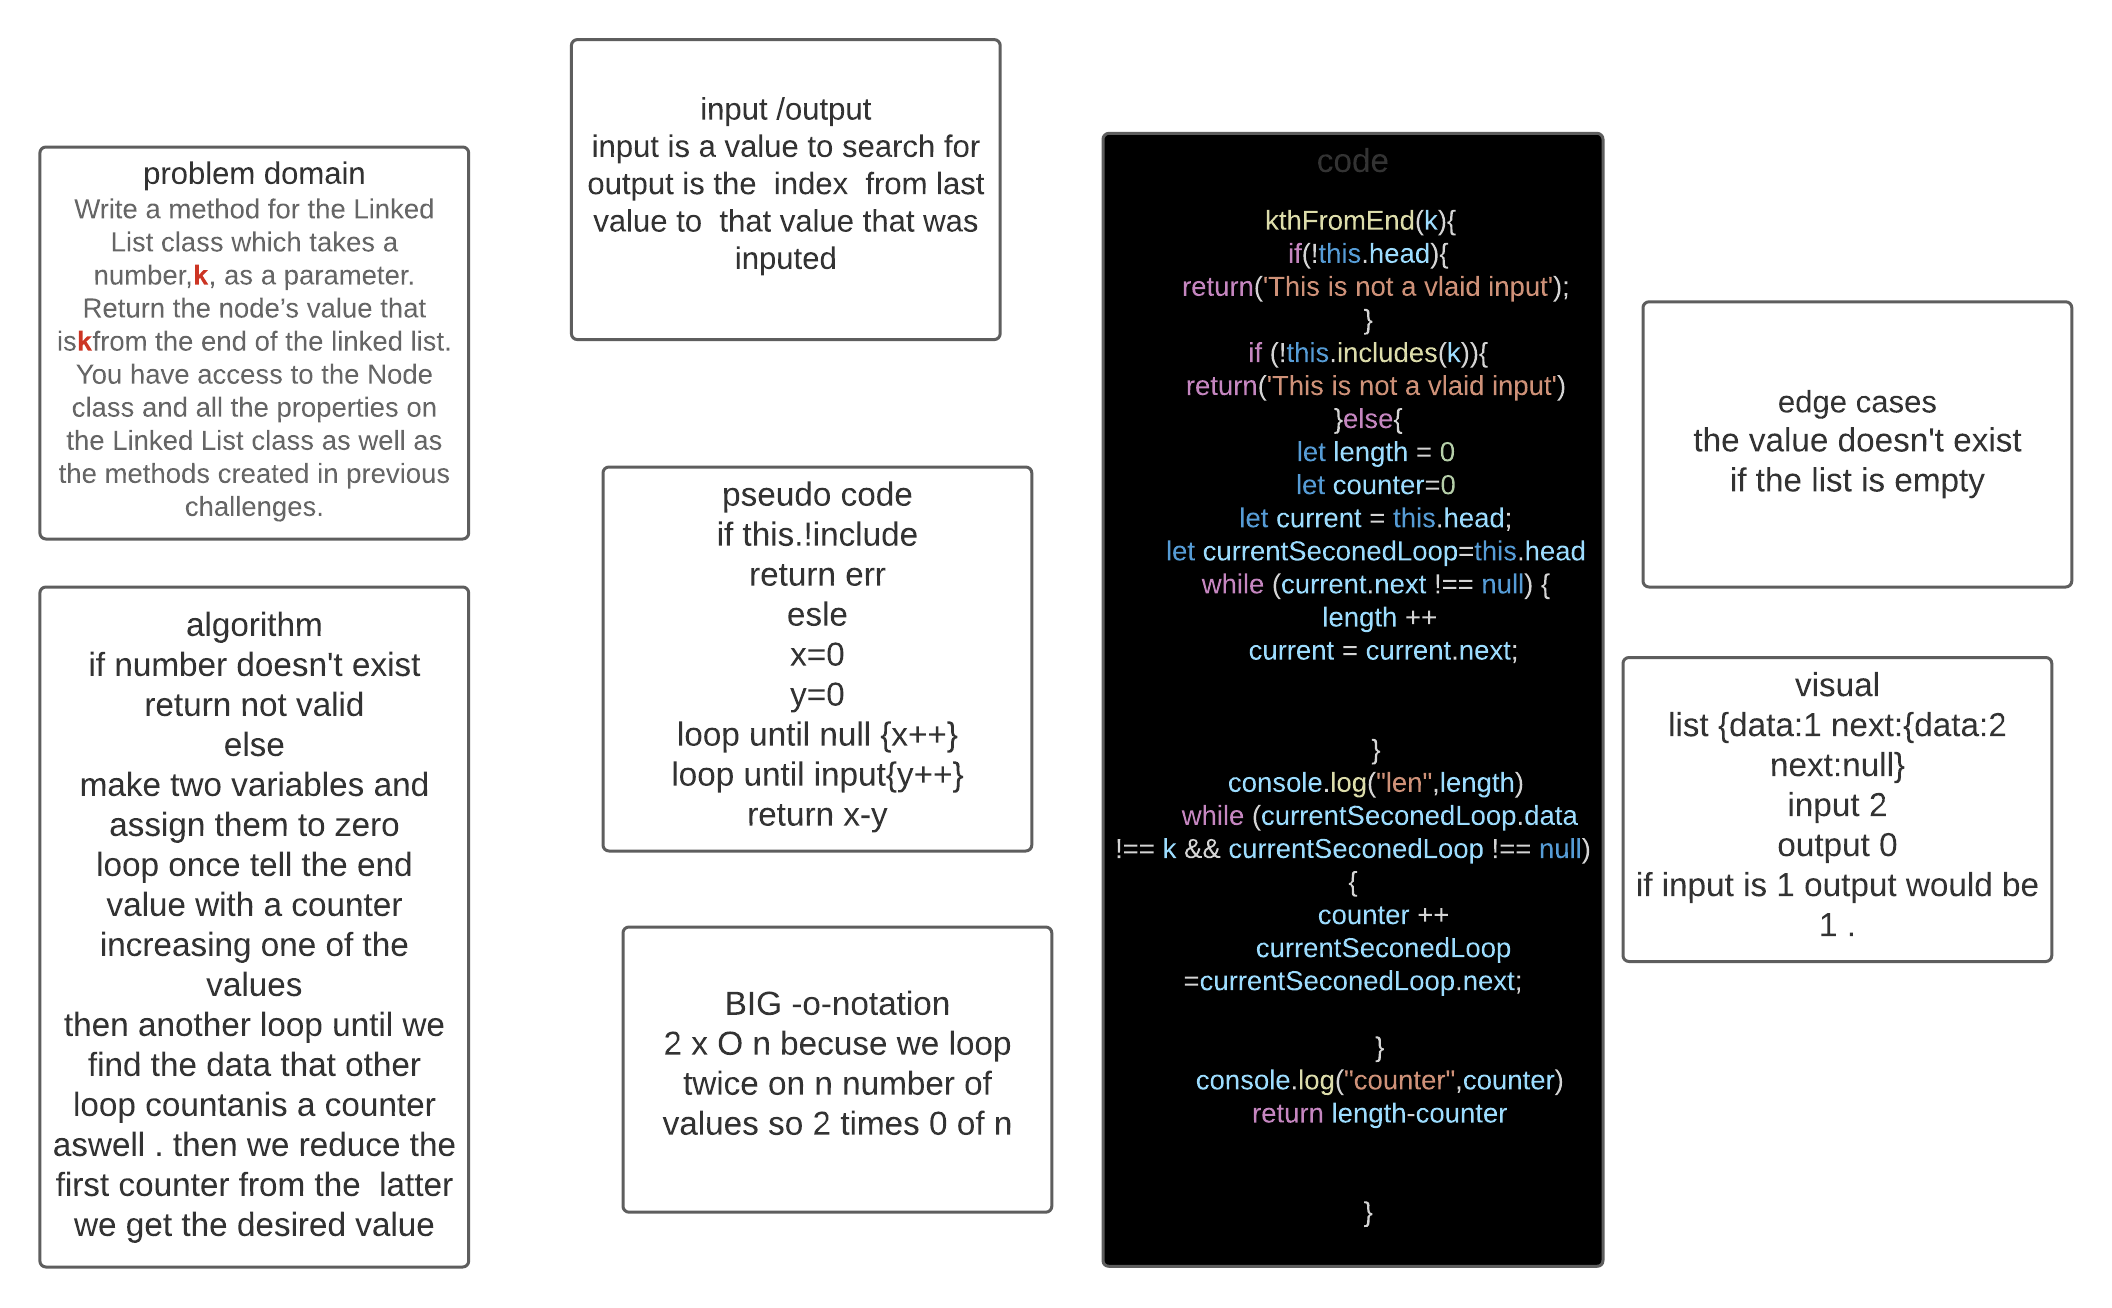 problem domain
Write a method for the Linked
List class which takes a
number,k, as a parameter.
Return the node’s value that
iskfrom the end of the linked list.
You have access to the Node
class and all the properties on
the Linked List class as well as
the methods created in previous
challenges.
algorithm
if number doesn't exist
return not valid
else
make two variables and
assign them to zero
loop once tell the end
value with a counter
increasing one of the
values
then another loop until we
find the data that other
loop countanis a counter
aswell . then we reduce the
first counter from the  latter
we get the desired value
input /output
input is a value to search for
output is the  index  from last
value to  that value that was
inputed
pseudo code
if this.!include
return err
esle
x=0
y=0
loop until null {x++}
loop until input{y++}
return x-y
BIG -o-notation
2 x O n becuse we loop
twice on n number of
values so 2 times 0 of n
code
kthFromEnd(k){
if(!this.head){
return('This is not a vlaid input');
}
if (!this.includes(k)){
return('This is not a vlaid input')
}else{
let length = 0
let counter=0
let current = this.head;
let currentSeconedLoop=this.head
while (current.next !== null) {
length ++
current = current.next;
}
console.log("len",length)
while (currentSeconedLoop.data
!== k && currentSeconedLoop !== null)
{
counter ++
currentSeconedLoop
=currentSeconedLoop.next;
}
console.log("counter",counter)
return length-counter
}
edge cases
the value doesn't exist
if the list is empty
visual
list {data:1 next:{data:2
next:null}
input 2
output 0
if input is 1 output would be
1 .